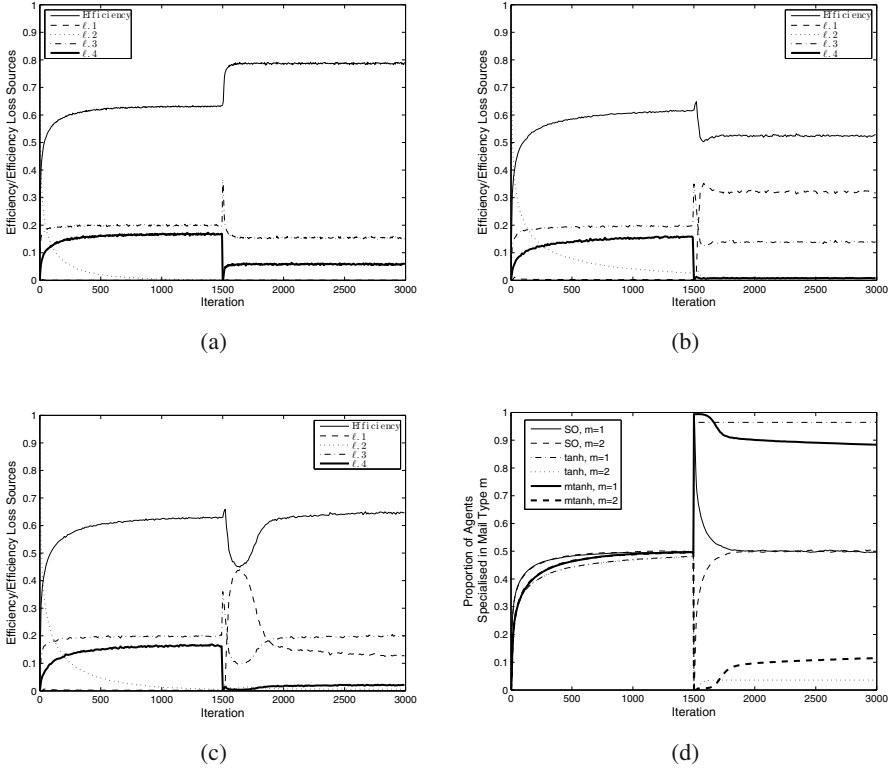 1
0.9
0.8
0.7
0.6
0.5
0.4
0.3
0.2
0.1
0
Efficiency/Efficiency Loss Sources
Efficiency
ℓ.1
ℓ.2
ℓ.3
ℓ.4
0 500 1000 1500 2000 2500 3000
Iteration
(a)
1
0.9
0.8
0.7
0.6
0.5
0.4
0.3
0.2
0.1
0
Efficiency/Efficiency Loss Sources
Efficiency
ℓ.1
ℓ.2
ℓ.3
ℓ.4
0 500 1000 1500 2000 2500 3000
Iteration
(b)
1
0.9
0.8
0.7
0.6
0.5
0.4
0.3
0.2
0.1
0
Efficiency/Efficiency Loss Sources
Efficiency
ℓ.1
ℓ.2
ℓ.3
ℓ.4
0 500 1000 1500 2000 2500 3000
Iteration
(c)
1
0.9
0.8
0.7
0.6
0.5
0.4
0.3
0.2
0.1
0
Proportion of Agents
Specialised in Mail Type m
SO, m=1
SO, m=2
tanh, m=1
tanh, m=2
mtanh, m=1
mtanh, m=2
0 500 1000 1500 2000 2500 3000
Iteration
(d)